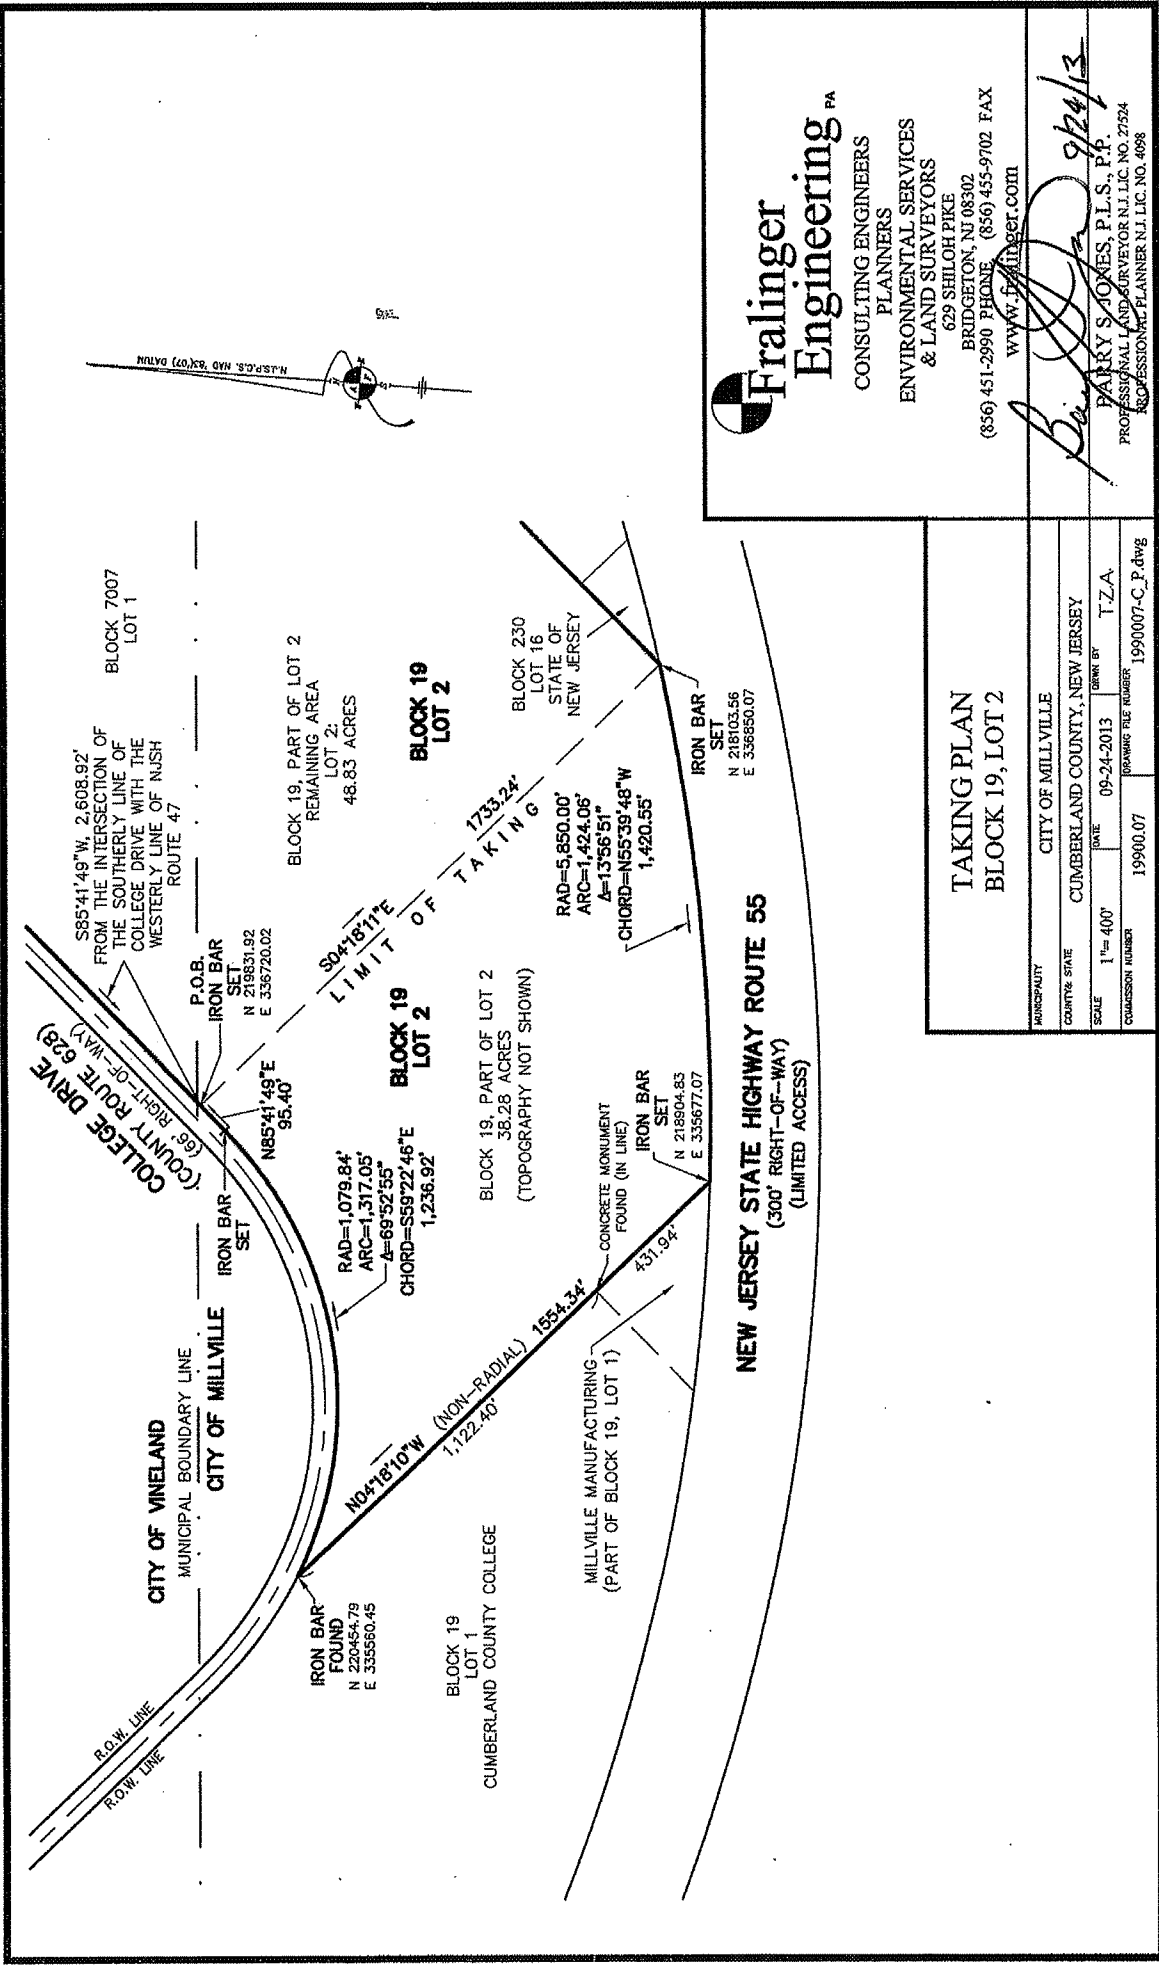 COLLEGE DRIVE
(COUNTY ROUTE 628)
(66' RIGHT-OF-WAY)
R.O.W. LINE
R.O.W. LINE
CITY OF VINELAND
MUNICIPAL BOUNDARY LINE
CITY OF MILLVILLE
S85°41'49"W, 2,608.92'
FROM THE INTERSECTION OF
THE SOUTHERLY LINE OF
COLLEGE DRIVE WITH THE
WESTERLY LINE OF NJSH
ROUTE 47
BLOCK 7007
LOT 1
P.O.B.
IRON BAR
SET
N 219831.92
E 336720.02
IRON BAR
SET
N85°41'49"E
95.40'
BLOCK 19, PART OF LOT 2
REMAINING AREA
LOT 2:
48.83 ACRES
BLOCK 19
LOT 2
RAD=1,079.84'
ARC=1,317.05'
Δ=69°52'55"
CHORD=S59°22'46"E
1,236.92'
S04°18'11"E
1733.24'
LIMIT OF TAKING
BLOCK 19
LOT 2
BLOCK 19, PART OF LOT 2
38.28 ACRES
(TOPOGRAPHY NOT SHOWN)
BLOCK 230
LOT 16
STATE OF
NEW JERSEY
IRON BAR
FOUND
N 220454.79
E 335560.45
N04°18'10"W (NON-RADIAL) 1554.34'
1,122.40'
431.94'
BLOCK 19
LOT 1
CUMBERLAND COUNTY COLLEGE
MILLVILLE MANUFACTURING
(PART OF BLOCK 19, LOT 1)
CONCRETE MONUMENT
FOUND (IN LINE)
IRON BAR
SET
N 218904.83
E 335677.07
RAD=5,850.00'
ARC=1,424.06'
Δ=13°56'51"
CHORD=N55°39'48"W
1,420.55'
IRON BAR
SET
N 218103.56
E 336850.07
NEW JERSEY STATE HIGHWAY ROUTE 55
(300' RIGHT-OF-WAY)
(LIMITED ACCESS)
N.J.S.P.C.S. NAD '83('07) DATUM
TAKING PLAN
BLOCK 19, LOT 2
MUNICIPALITY CITY OF MILLVILLE
COUNTY& STATE CUMBERLAND COUNTY, NEW JERSEY
SCALE 1"= 400' DATE 09-24-2013 DRWN BY T.Z.A.
COMMISSION NUMBER 19900.07 DRAWING FILE NUMBER 1990007-C_P.dwg
Fralinger
Engineering PA
CONSULTING ENGINEERS
PLANNERS
ENVIRONMENTAL SERVICES
& LAND SURVEYORS
629 SHILOH PIKE
BRIDGETON, NJ 08302
(856) 451-2990 PHONE (856) 455-9702 FAX
www.fralinger.com
9/24/13
BARRY S. JONES, P.L.S., P.P.
PROFESSIONAL LAND SURVEYOR N.J. LIC. NO. 27524
PROFESSIONAL PLANNER N.J. LIC. NO. 4098